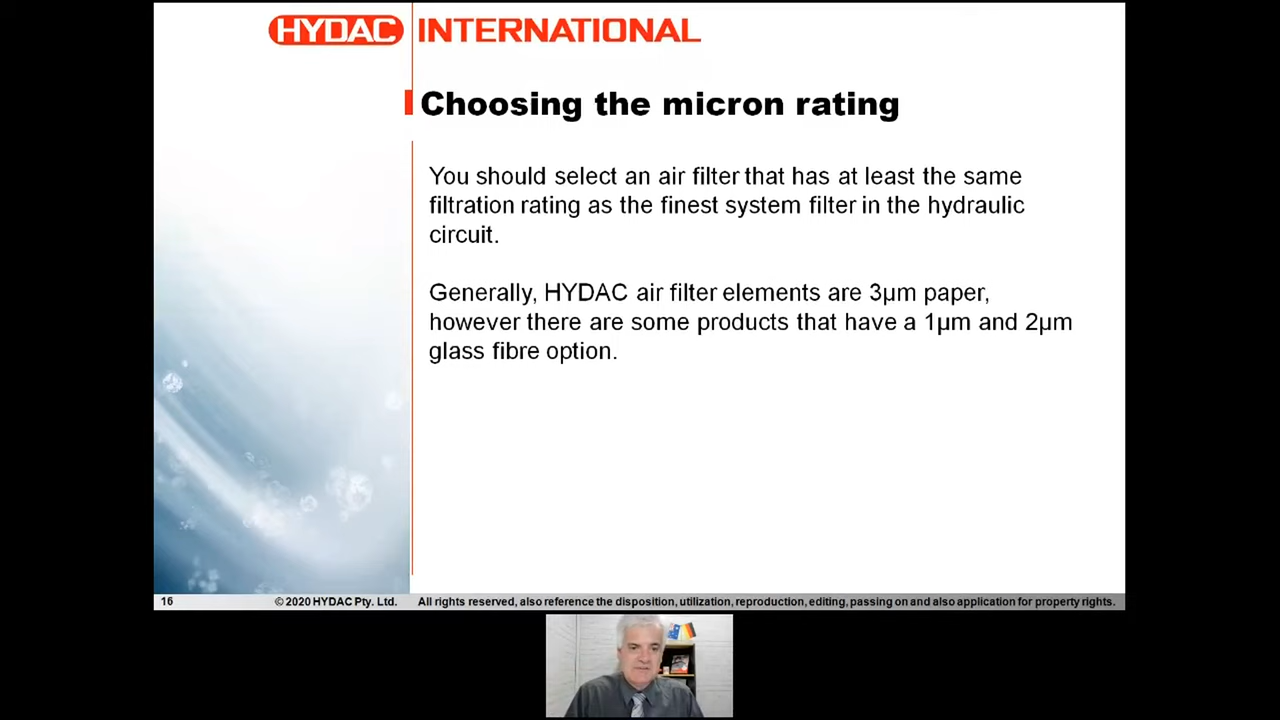 HYDAC INTERNATIONAL
Choosing the micron rating
You should select an air filter that has at least the same
filtration rating as the finest system filter in the hydraulic
circuit.
Generally, HYDAC air filter elements are 3µm paper,
however there are some products that have a 1µm and 2µm
glass fibre option.
16 © 2020 HYDAC Pty. Ltd. All rights reserved, also reference the disposition, utilization, reproduction, editing, passing on and also application for property rights.